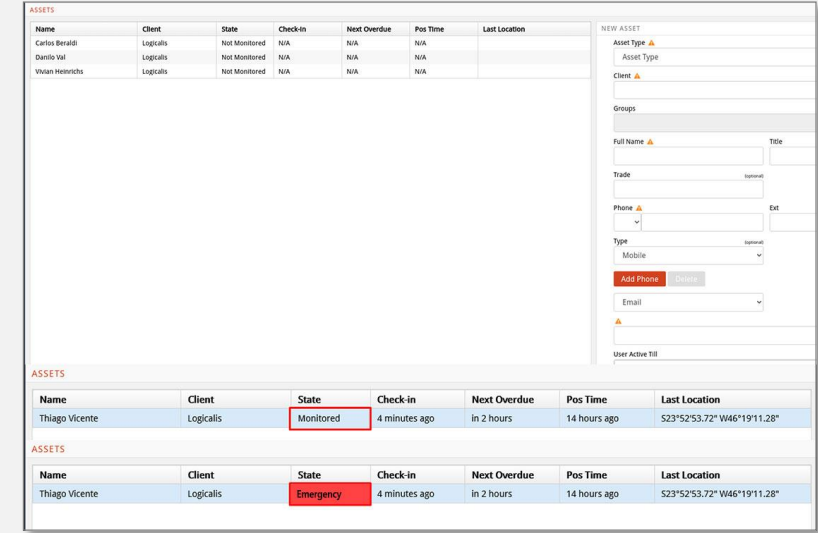 ASSETS
Name Client State Check-In Next Overdue Pos Time Last Location
Carlos Beraldi Logicalis Not Monitored N/A N/A N/A
Danilo Val Logicalis Not Monitored N/A N/A N/A
Vivian Heinrichs Logicalis Not Monitored N/A N/A N/A
NEW ASSET
Asset Type
Asset Type
Client
Groups
Full Name Title
Trade (optional)
Phone Ext
Type (optional)
Mobile
Add Phone Delete
Email
User Active Till
ASSETS
Name Client State Check-in Next Overdue Pos Time Last Location
Thiago Vicente Logicalis Monitored 4 minutes ago in 2 hours 14 hours ago S23°52'53.72" W46°19'11.28"
ASSETS
Name Client State Check-in Next Overdue Pos Time Last Location
Thiago Vicente Logicalis Emergency 4 minutes ago in 2 hours 14 hours ago S23°52'53.72" W46°19'11.28"